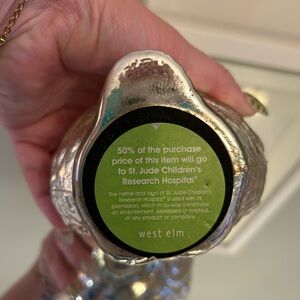 50% of the purchase
price of this item will go
to St. Jude Children's
Research Hospital®
The name and logo of St. Jude Children's
Research Hospital® is used with its
permission, which in no way constitutes
an endorsement, expressed or implied,
of any product or company.
west elm